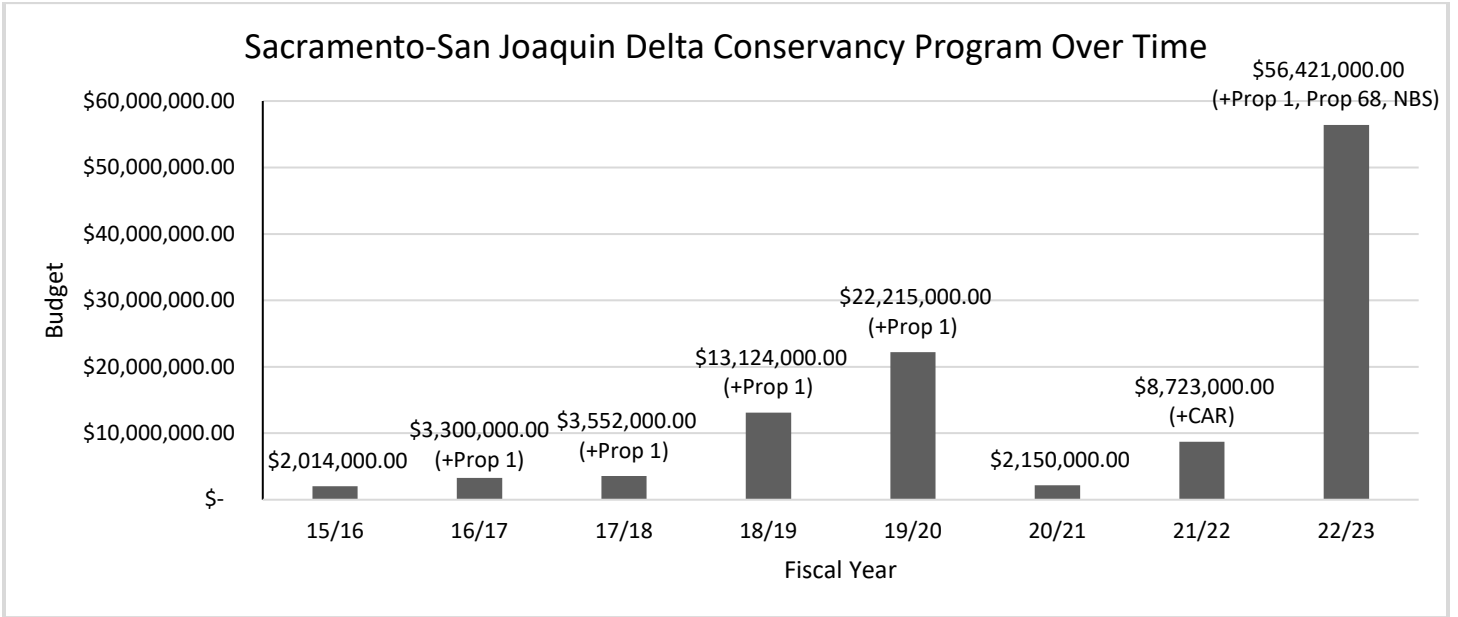 Sacramento-San Joaquin Delta Conservancy Program Over Time
$56,421,000.00
(+Prop 1, Prop 68, NBS)
$60,000,000.00
$50,000,000.00
$40,000,000.00
$30,000,000.00
$20,000,000.00
$10,000,000.00
$-
Budget
$2,014,000.00
$3,300,000.00
(+Prop 1)
$3,552,000.00
(+Prop 1)
$13,124,000.00
(+Prop 1)
$22,215,000.00
(+Prop 1)
$2,150,000.00
$8,723,000.00
(+CAR)
15/16 16/17 17/18 18/19 19/20 20/21 21/22 22/23
Fiscal Year